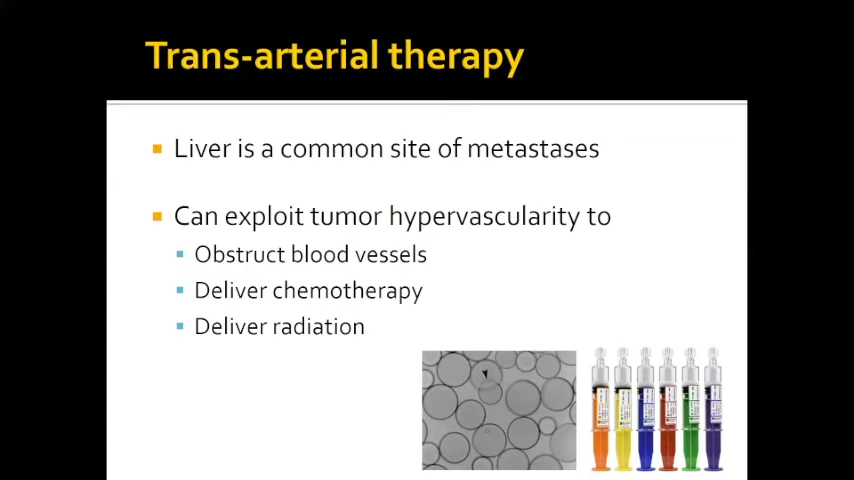 Trans-arterial therapy
Liver is a common site of metastases
Can exploit tumor hypervascularity to
Obstruct blood vessels
Deliver chemotherapy
Deliver radiation